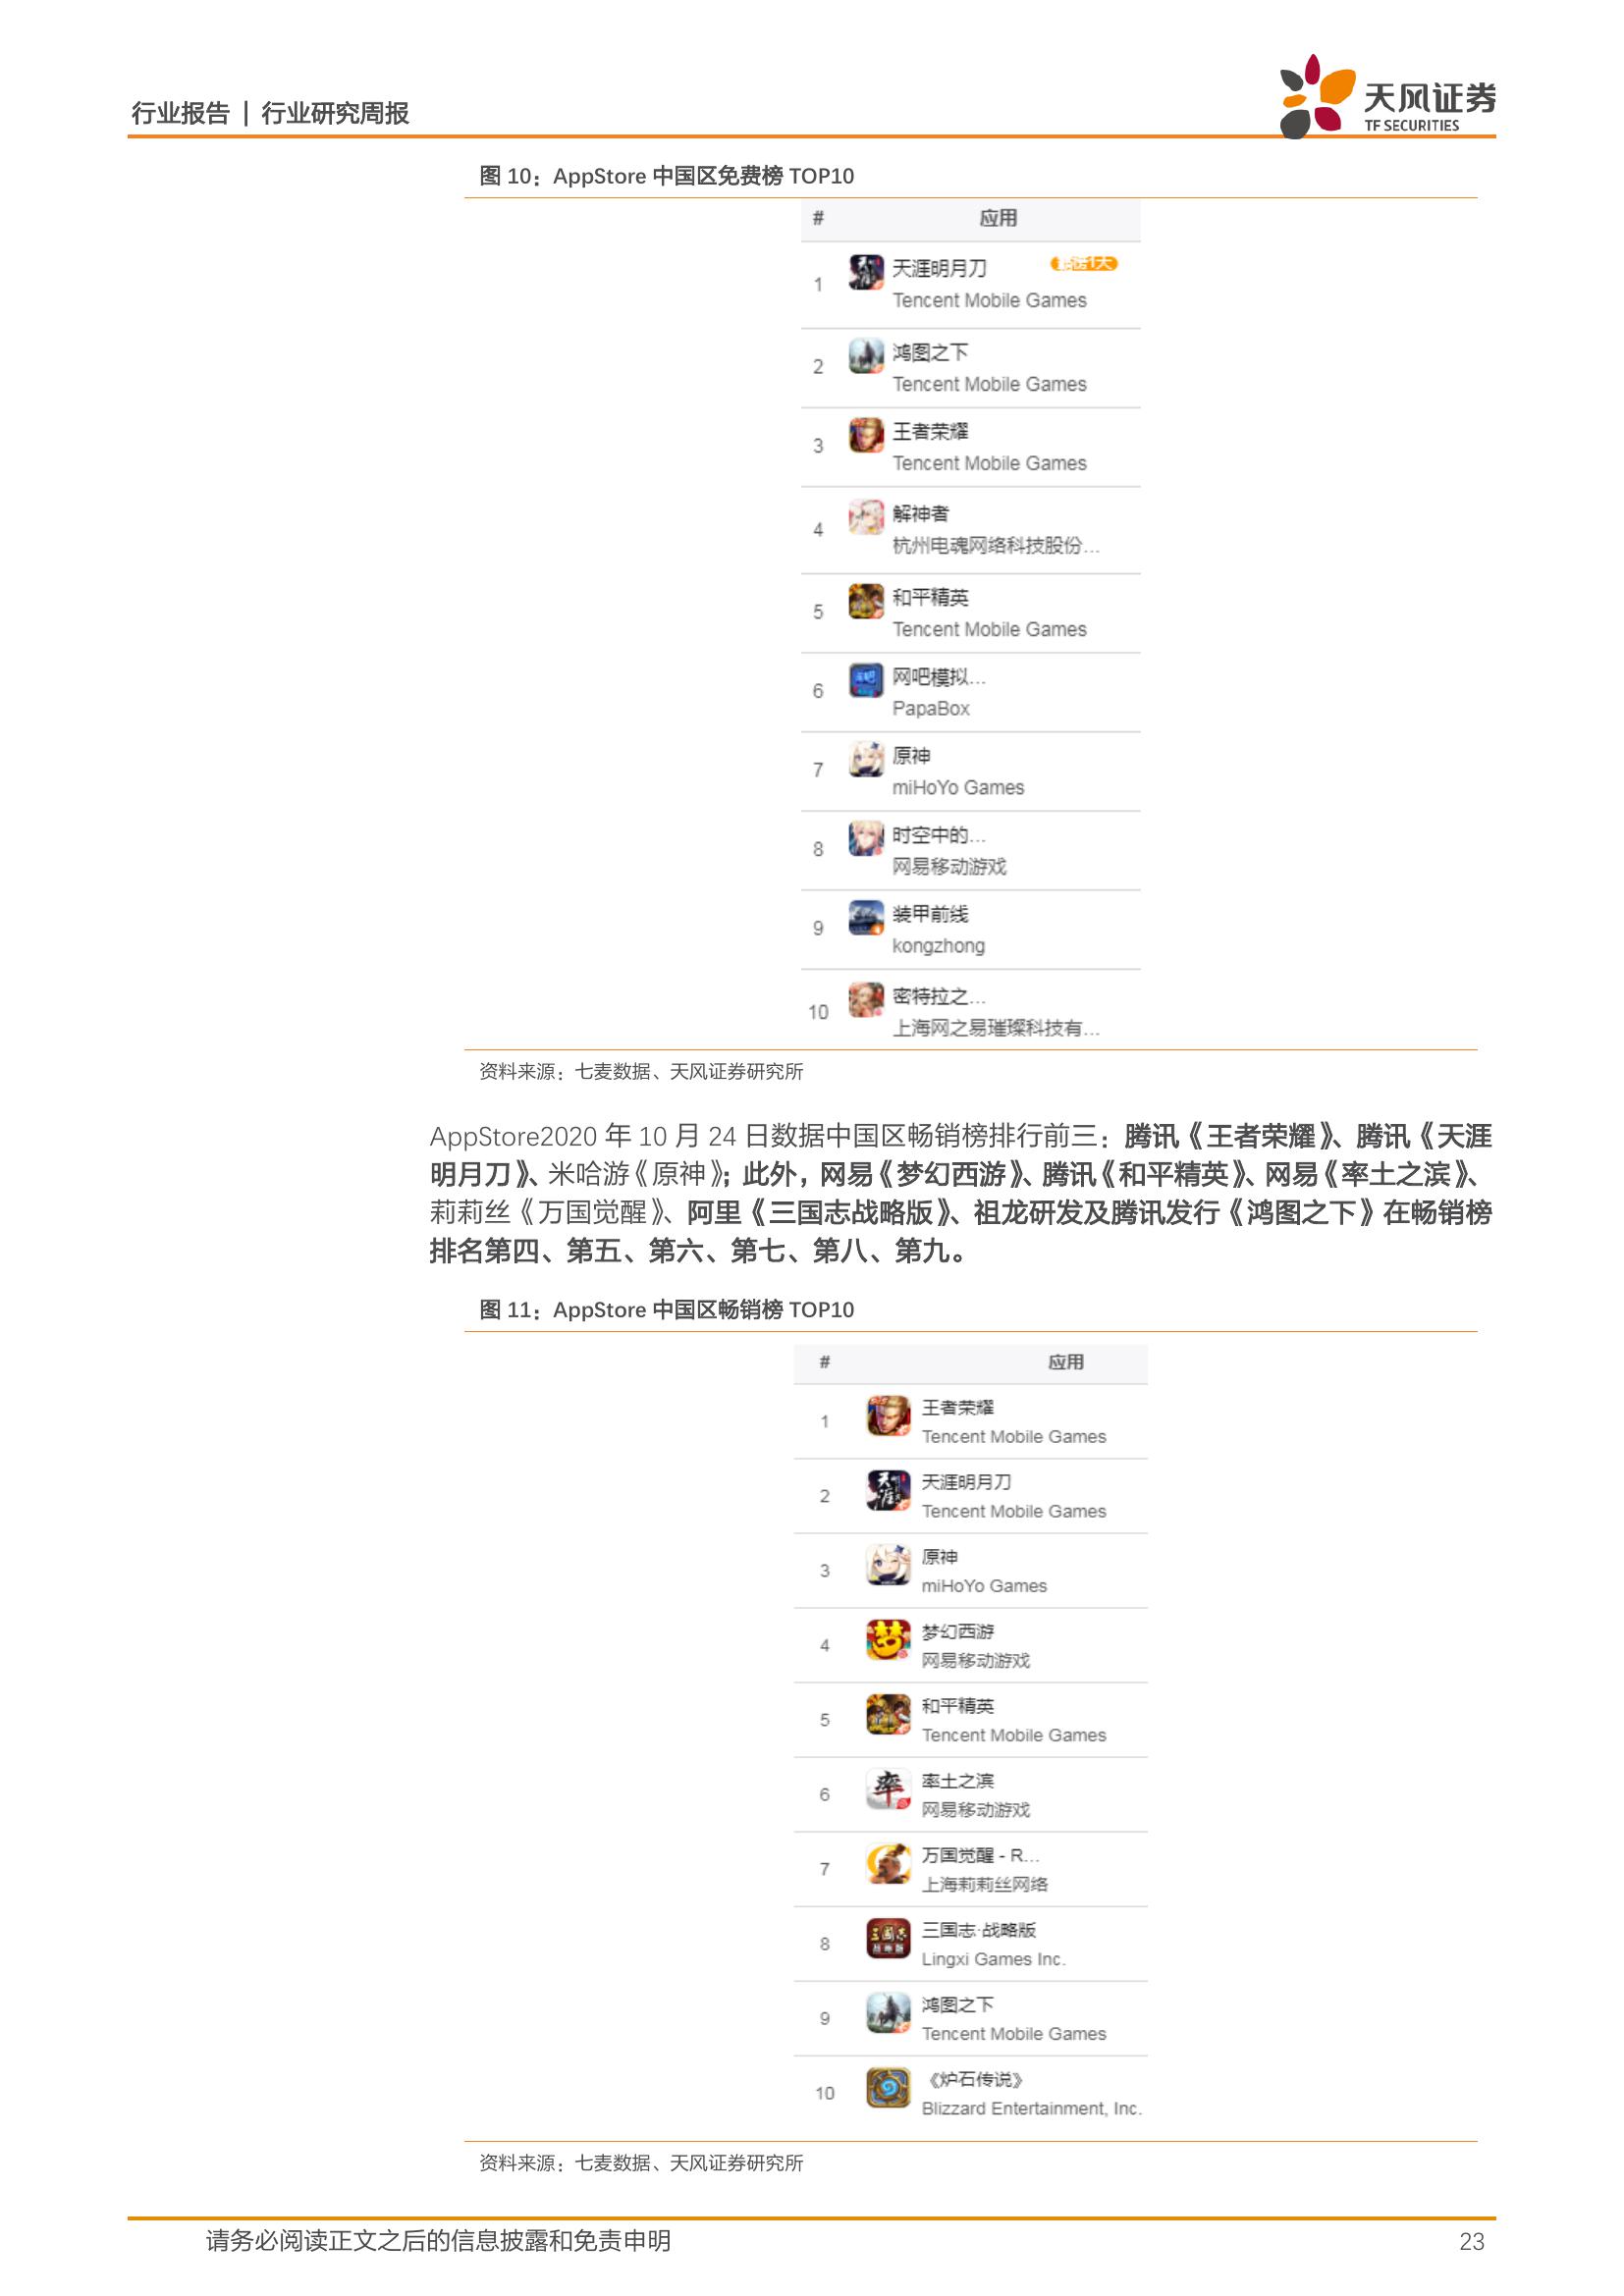 行业报告 | 行业研究周报
天风证券
TF SECURITIES
图 10：AppStore 中国区免费榜 TOP10
# 应用
1 天涯明月刀
Tencent Mobile Games
2 鸿图之下
Tencent Mobile Games
3 王者荣耀
Tencent Mobile Games
4 解神者
杭州电魂网络科技股份...
5 和平精英
Tencent Mobile Games
6 网吧模拟...
PapaBox
7 原神
miHoYo Games
8 时空中的...
网易移动游戏
9 装甲前线
kongzhong
10 密特拉之...
上海网之易璀璨科技有...
资料来源：七麦数据、天风证券研究所
AppStore2020 年 10 月 24 日数据中国区畅销榜排行前三：腾讯《王者荣耀》、腾讯《天涯
明月刀》、米哈游《原神》；此外，网易《梦幻西游》、腾讯《和平精英》、网易《率土之滨》、
莉莉丝《万国觉醒》、阿里《三国志战略版》、祖龙研发及腾讯发行《鸿图之下》在畅销榜
排名第四、第五、第六、第七、第八、第九。
图 11：AppStore 中国区畅销榜 TOP10
# 应用
1 王者荣耀
Tencent Mobile Games
2 天涯明月刀
Tencent Mobile Games
3 原神
miHoYo Games
4 梦幻西游
网易移动游戏
5 和平精英
Tencent Mobile Games
6 率土之滨
网易移动游戏
7 万国觉醒 - R...
上海莉莉丝网络
8 三国志·战略版
Lingxi Games Inc.
9 鸿图之下
Tencent Mobile Games
10 《炉石传说》
Blizzard Entertainment, Inc.
资料来源：七麦数据、天风证券研究所
请务必阅读正文之后的信息披露和免责申明
23